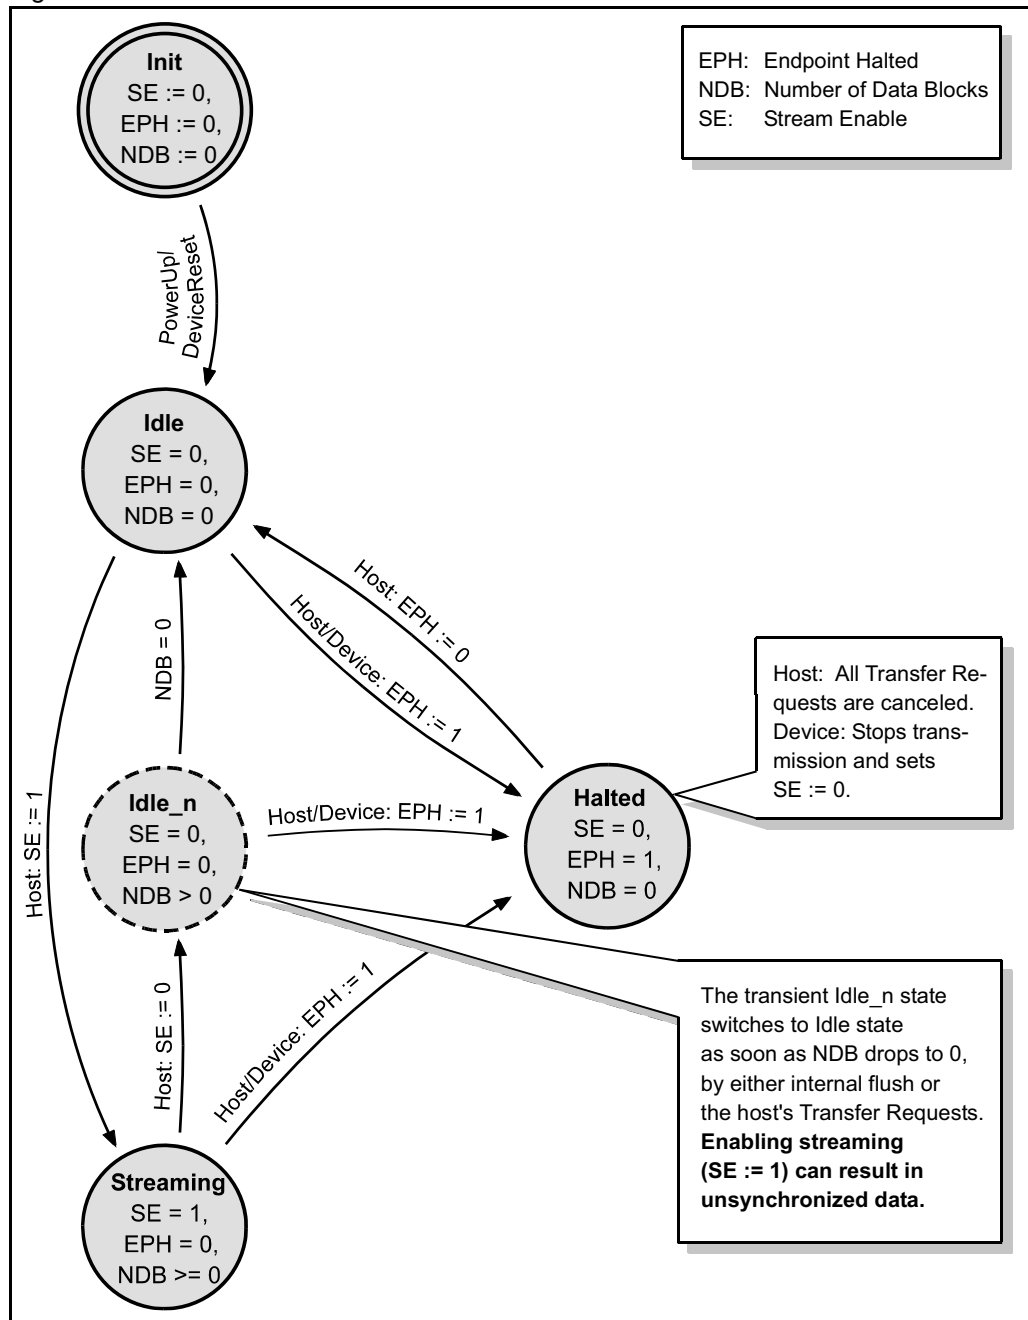 Init
SE := 0,
EPH := 0,
NDB := 0
EPH: Endpoint Halted
NDB: Number of Data Blocks
SE: Stream Enable
PowerUp/
DeviceReset
Idle
SE = 0,
EPH = 0,
NDB = 0
Host: EPH := 0
Host/Device: EPH := 1
NDB = 0
Host: SE := 1
Host: All Transfer Re-
quests are canceled.
Device: Stops trans-
mission and sets
SE := 0.
Idle_n
SE = 0,
EPH = 0,
NDB > 0
Host/Device: EPH := 1
Halted
SE = 0,
EPH = 1,
NDB = 0
Host: SE := 0
Host/Device: EPH := 1
The transient Idle_n state
switches to Idle state
as soon as NDB drops to 0,
by either internal flush or
the host's Transfer Requests.
Enabling streaming
(SE := 1) can result in
unsynchronized data.
Streaming
SE = 1,
EPH = 0,
NDB >= 0